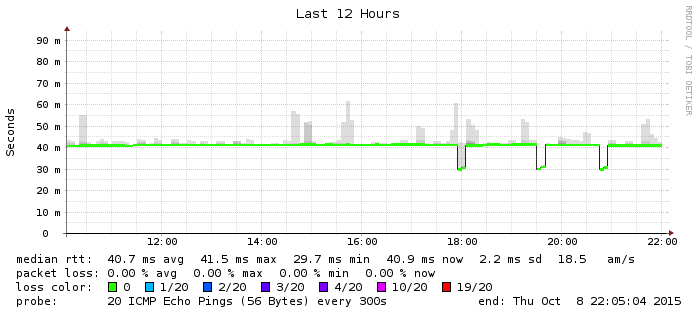 Last 12 Hours
RRDTOOL / TOBI OETIKER
Seconds
90 m
80 m
70 m
60 m
50 m
40 m
30 m
20 m
10 m
0
12:00 14:00 16:00 18:00 20:00 22:00
median rtt: 40.7 ms avg 41.5 ms max 29.7 ms min 40.9 ms now 2.2 ms sd 18.5 am/s
packet loss: 0.00 % avg 0.00 % max 0.00 % min 0.00 % now
loss color: 0 1/20 2/20 3/20 4/20 10/20 19/20
probe: 20 ICMP Echo Pings (56 Bytes) every 300s end: Thu Oct 8 22:05:04 2015